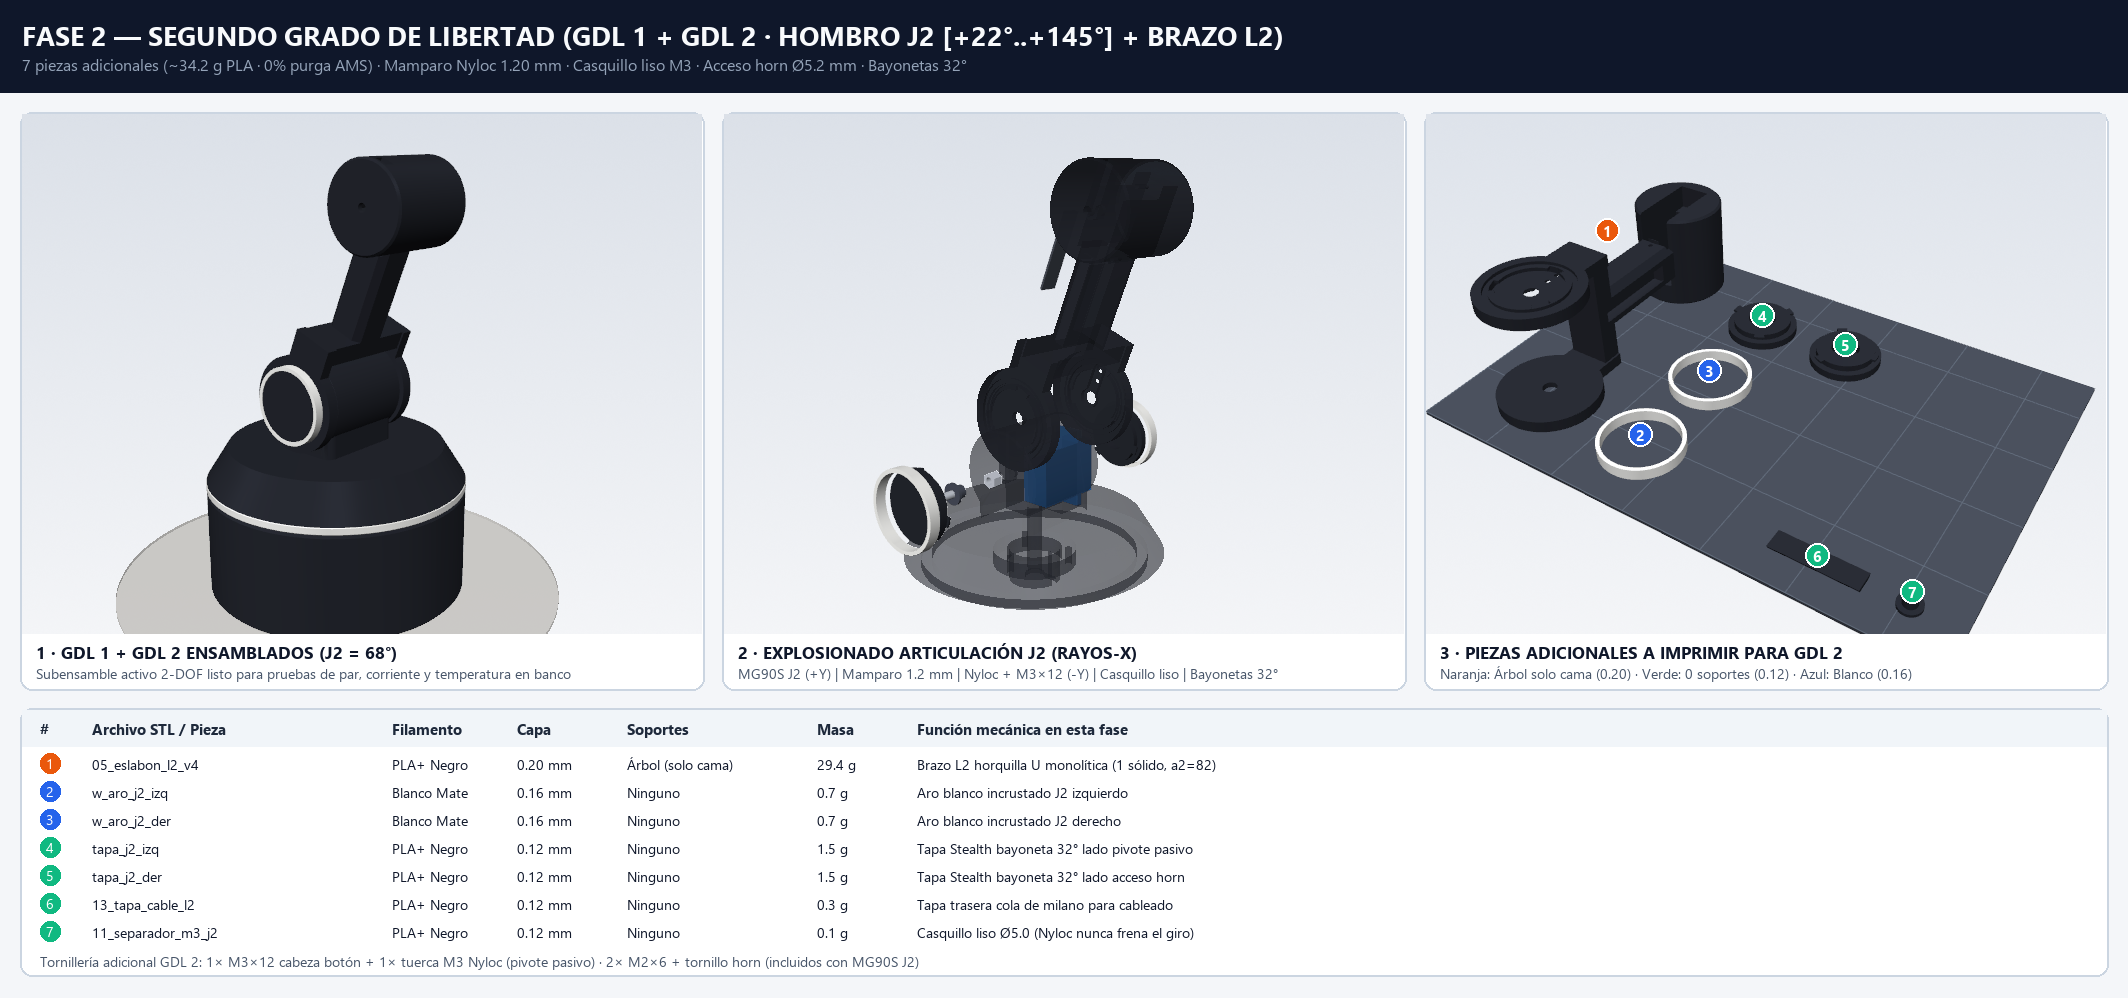 FASE 2 — SEGUNDO GRADO DE LIBERTAD (GDL 1 + GDL 2 · HOMBRO J2 [+22°..+145°] + BRAZO L2)
7 piezas adicionales (~34.2 g PLA · 0% purga AMS) · Mamparo Nyloc 1.20 mm · Casquillo liso M3 · Acceso horn Ø5.2 mm · Bayonetas 32°
1
4
5
3
2
6
7
1 · GDL 1 + GDL 2 ENSAMBLADOS (J2 = 68°)
Subensamble activo 2-DOF listo para pruebas de par, corriente y temperatura en banco
2 · EXPLOSIONADO ARTICULACIÓN J2 (RAYOS-X)
MG90S J2 (+Y) | Mamparo 1.2 mm | Nyloc + M3×12 (-Y) | Casquillo liso | Bayonetas 32°
3 · PIEZAS ADICIONALES A IMPRIMIR PARA GDL 2
Naranja: Árbol solo cama (0.20) · Verde: 0 soportes (0.12) · Azul: Blanco (0.16)
# Archivo STL / Pieza Filamento Capa Soportes Masa Función mecánica en esta fase
1 05_eslabon_l2_v4 PLA+ Negro 0.20 mm Árbol (solo cama) 29.4 g Brazo L2 horquilla U monolítica (1 sólido, a2=82)
2 w_aro_j2_izq Blanco Mate 0.16 mm Ninguno 0.7 g Aro blanco incrustado J2 izquierdo
3 w_aro_j2_der Blanco Mate 0.16 mm Ninguno 0.7 g Aro blanco incrustado J2 derecho
4 tapa_j2_izq PLA+ Negro 0.12 mm Ninguno 1.5 g Tapa Stealth bayoneta 32° lado pivote pasivo
5 tapa_j2_der PLA+ Negro 0.12 mm Ninguno 1.5 g Tapa Stealth bayoneta 32° lado acceso horn
6 13_tapa_cable_l2 PLA+ Negro 0.12 mm Ninguno 0.3 g Tapa trasera cola de milano para cableado
7 11_separador_m3_j2 PLA+ Negro 0.12 mm Ninguno 0.1 g Casquillo liso Ø5.0 (Nyloc nunca frena el giro)
Tornillería adicional GDL 2: 1× M3×12 cabeza botón + 1× tuerca M3 Nyloc (pivote pasivo) · 2× M2×6 + tornillo horn (incluidos con MG90S J2)